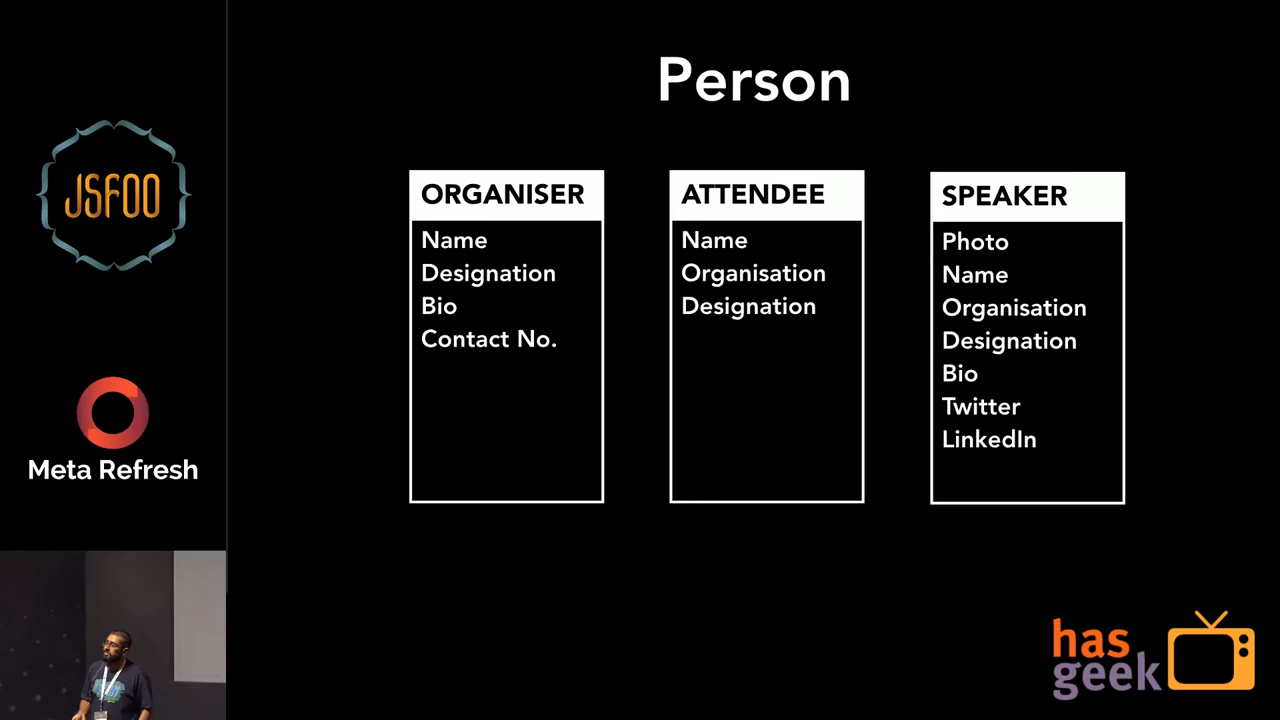 Person
JSFOO
Meta Refresh
ORGANISER
Name
Designation
Bio
Contact No.
ATTENDEE
Name
Organisation
Designation
SPEAKER
Photo
Name
Organisation
Designation
Bio
Twitter
LinkedIn
has
geek